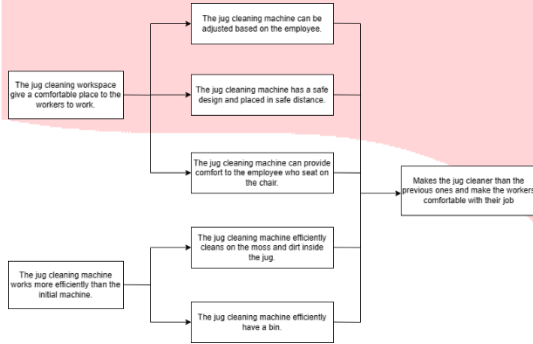 The jug cleaning machine can be
adjusted based on the employee.
The jug cleaning workspace
give a comfortable place to the
workers to work.
The jug cleaning machine has a safe
design and placed in safe distance.
The jug cleaning machine can provide
comfort to the employee who seat on
the chair.
Makes the jug cleaner than the
previous ones and make the workers
comfortable with their job
The jug cleaning machine efficiently
cleans on the moss and dirt inside
the jug.
The jug cleaning machine
works more efficiently than the
initial machine.
The jug cleaning machine efficiently
have a bin.